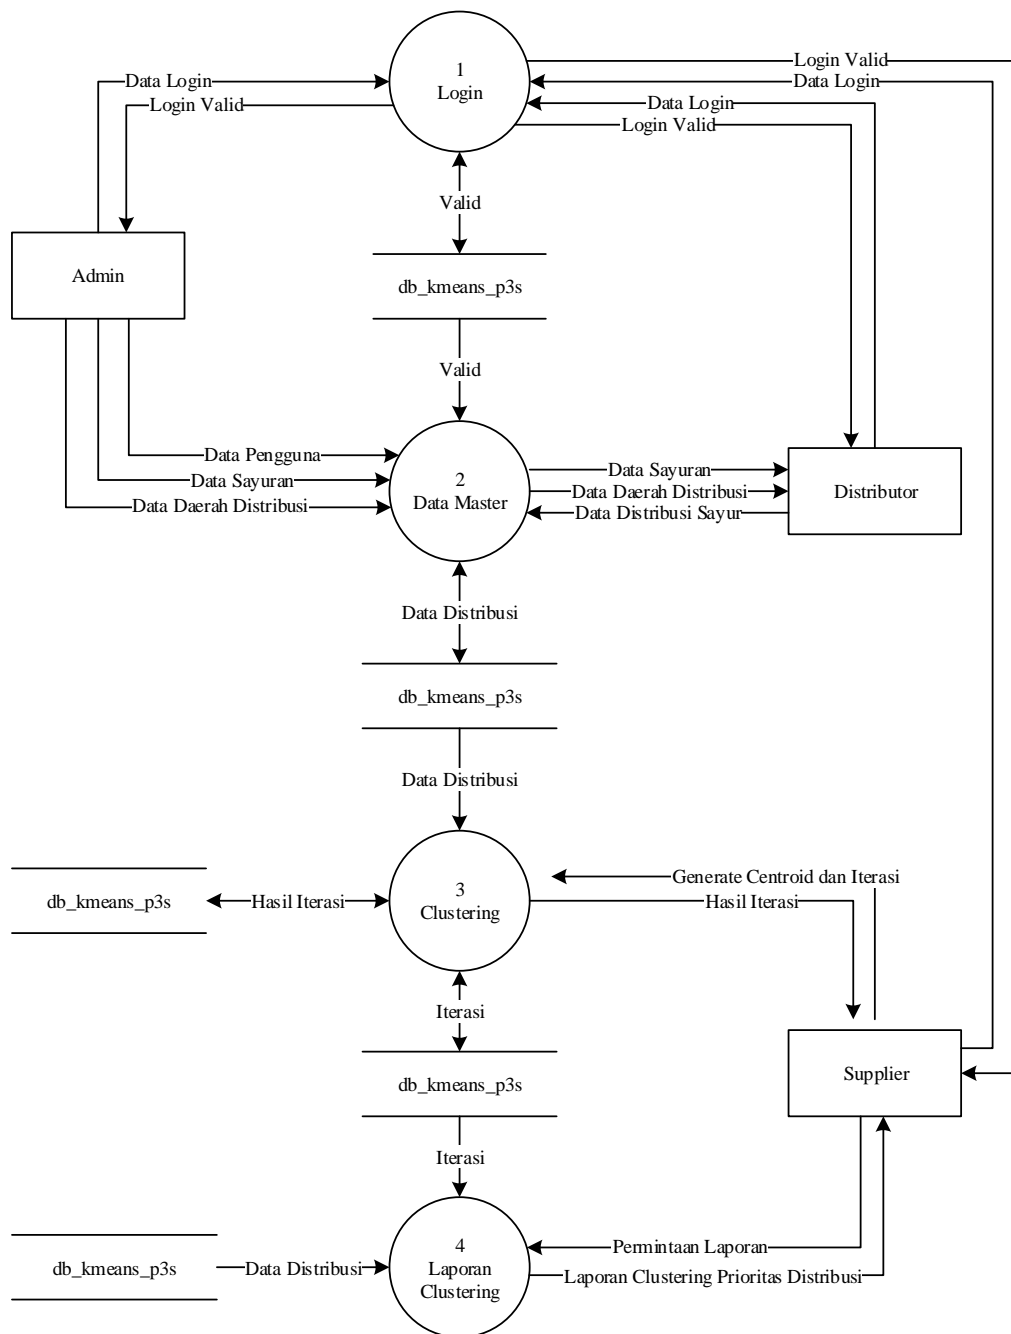 1
Login
Login Valid
Data Login
Data Login
Login Valid
Data Login
Login Valid
Valid
Admin
db_kmeans_p3s
Valid
Data Pengguna
Data Sayuran
Data Daerah Distribusi
2
Data Master
Data Sayuran
Data Daerah Distribusi
Data Distribusi Sayur
Distributor
Data Distribusi
db_kmeans_p3s
Data Distribusi
db_kmeans_p3s
Hasil Iterasi
3
Clustering
Generate Centroid dan Iterasi
Hasil Iterasi
Iterasi
db_kmeans_p3s
Supplier
Iterasi
db_kmeans_p3s
Data Distribusi
4
Laporan
Clustering
Permintaan Laporan
Laporan Clustering Prioritas Distribusi